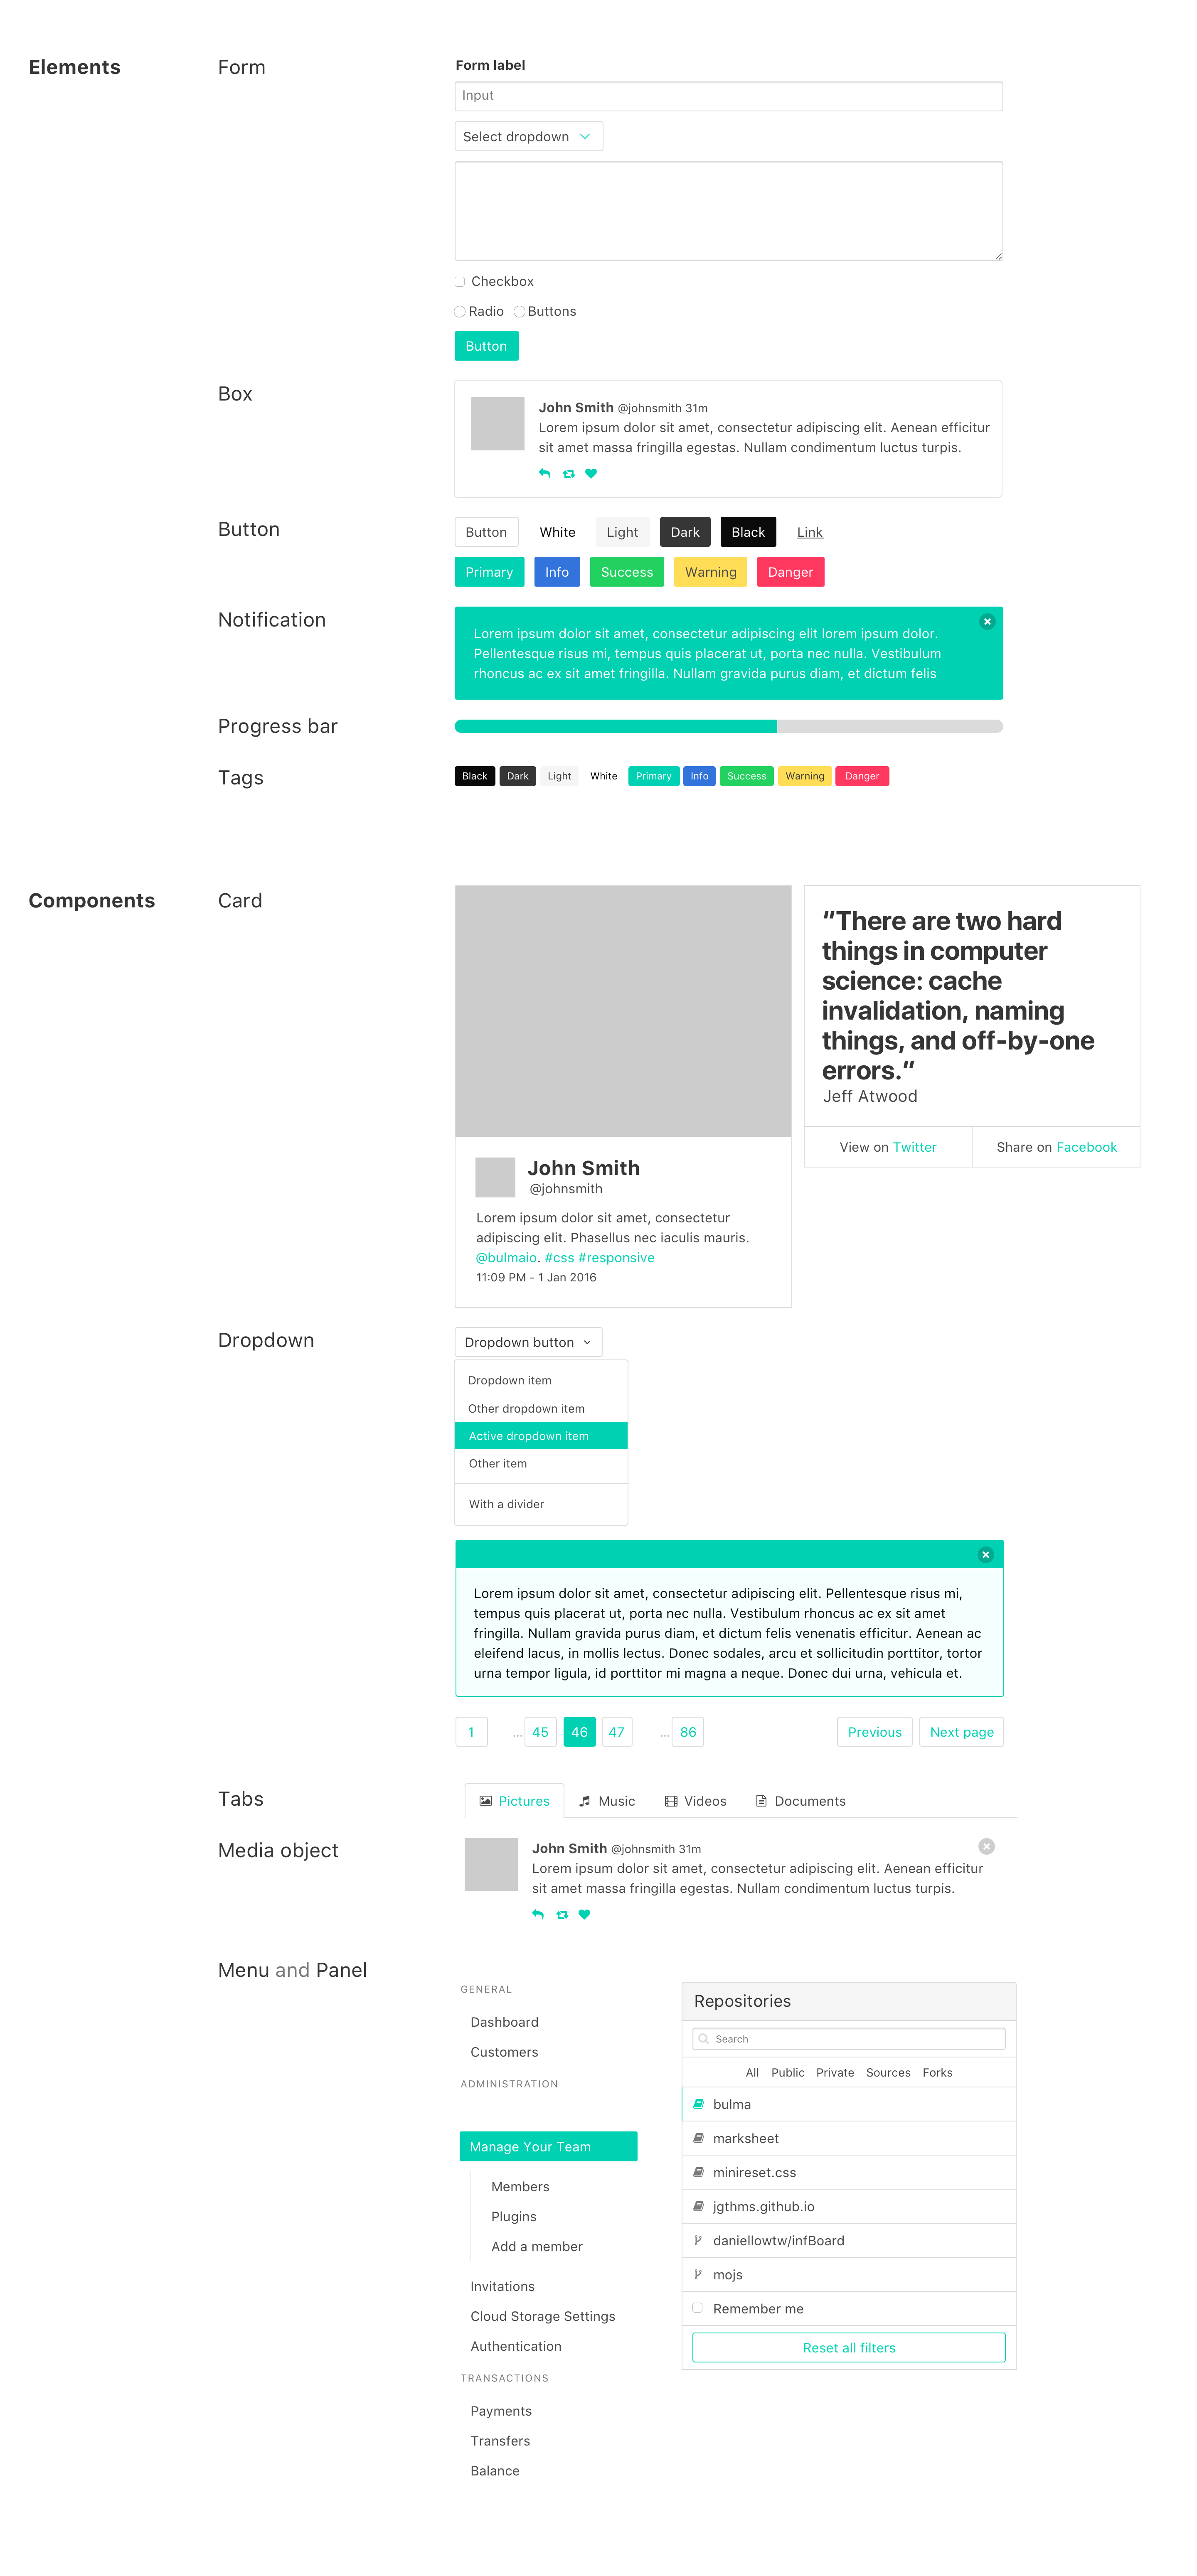 Elements
Form
Form label
Input
Select dropdown
Checkbox
Radio Buttons
Button
Box
John Smith @johnsmith 31m
Lorem ipsum dolor sit amet, consectetur adipiscing elit. Aenean efficitur
sit amet massa fringilla egestas. Nullam condimentum luctus turpis.
Button
Button White Light Dark Black Link
Primary Info Success Warning Danger
Notification
Lorem ipsum dolor sit amet, consectetur adipiscing elit lorem ipsum dolor.
Pellentesque risus mi, tempus quis placerat ut, porta nec nulla. Vestibulum
rhoncus ac ex sit amet fringilla. Nullam gravida purus diam, et dictum felis
Progress bar
Tags
Black Dark Light White Primary Info Success Warning Danger
Components
Card
John Smith
@johnsmith
Lorem ipsum dolor sit amet, consectetur
adipiscing elit. Phasellus nec iaculis mauris.
@bulmaio. #css #responsive
11:09 PM - 1 Jan 2016
“There are two hard
things in computer
science: cache
invalidation, naming
things, and off-by-one
errors.”
Jeff Atwood
View on Twitter
Share on Facebook
Dropdown
Dropdown button
Dropdown item
Other dropdown item
Active dropdown item
Other item
With a divider
Lorem ipsum dolor sit amet, consectetur adipiscing elit. Pellentesque risus mi,
tempus quis placerat ut, porta nec nulla. Vestibulum rhoncus ac ex sit amet
fringilla. Nullam gravida purus diam, et dictum felis venenatis efficitur. Aenean ac
eleifend lacus, in mollis lectus. Donec sodales, arcu et sollicitudin porttitor, tortor
urna tempor ligula, id porttitor mi magna a neque. Donec dui urna, vehicula et.
1 ... 45 46 47 ... 86 Previous Next page
Tabs
Pictures Music Videos Documents
Media object
John Smith @johnsmith 31m
Lorem ipsum dolor sit amet, consectetur adipiscing elit. Aenean efficitur
sit amet massa fringilla egestas. Nullam condimentum luctus turpis.
Menu and Panel
GENERAL
Dashboard
Customers
ADMINISTRATION
Manage Your Team
Members
Plugins
Add a member
Invitations
Cloud Storage Settings
Authentication
TRANSACTIONS
Payments
Transfers
Balance
Repositories
Search
All Public Private Sources Forks
bulma
marksheet
minireset.css
jgthms.github.io
daniellowtw/infBoard
mojs
Remember me
Reset all filters